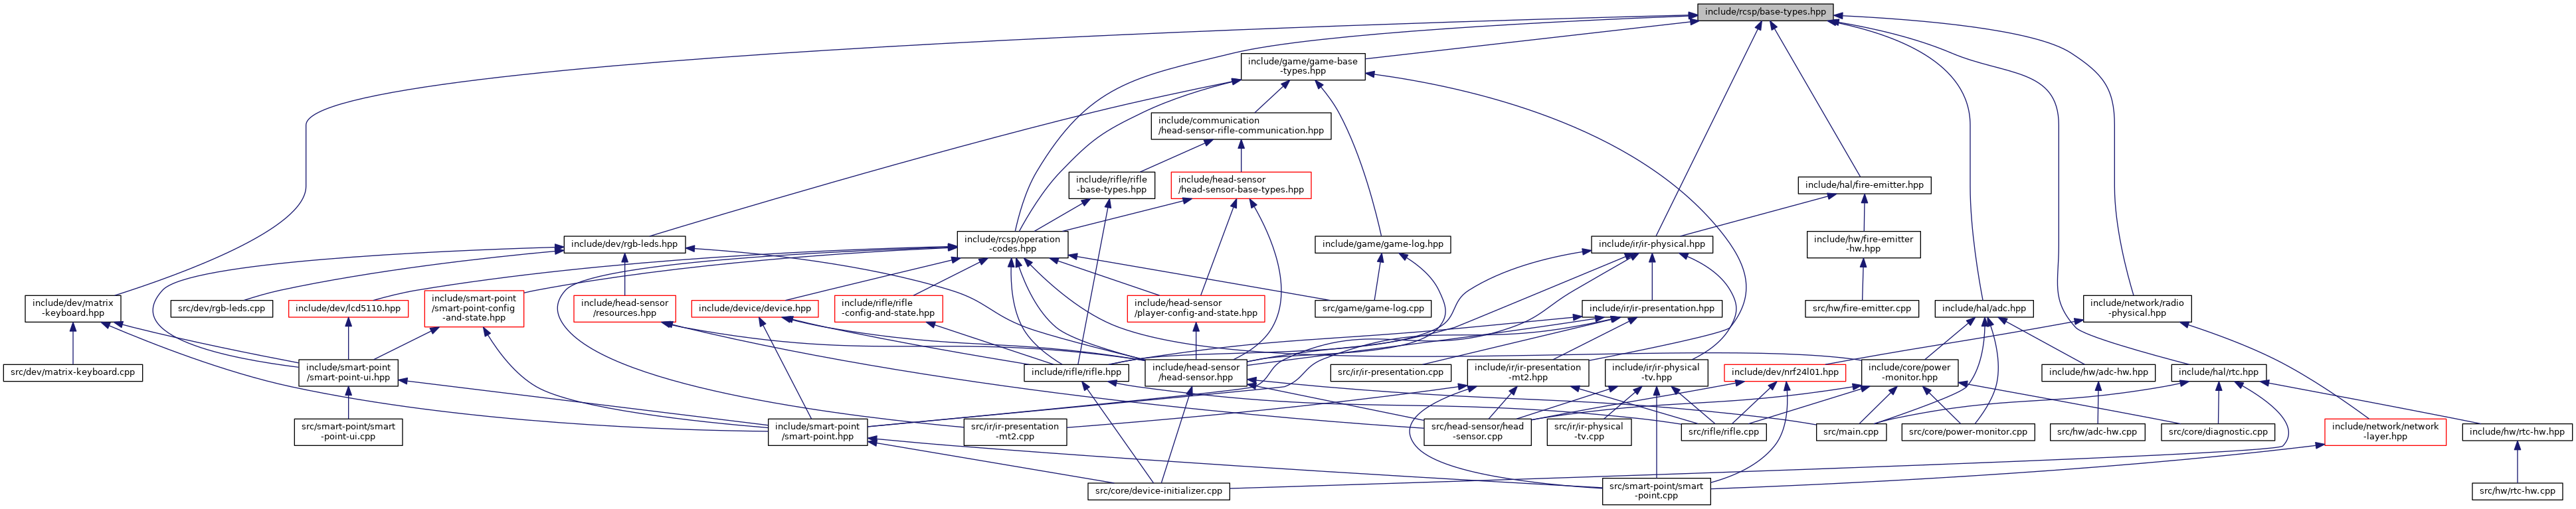 include/rcsp/base-types.hpp
include/game/game-base
-types.hpp
include/communication
/head-sensor-rifle-communication.hpp
include/rifle/rifle
-base-types.hpp
include/head-sensor
/head-sensor-base-types.hpp
include/hal/fire-emitter.hpp
include/dev/rgb-leds.hpp
include/rcsp/operation
-codes.hpp
include/game/game-log.hpp
include/ir/ir-physical.hpp
include/hw/fire-emitter
-hw.hpp
include/dev/matrix
-keyboard.hpp
src/dev/rgb-leds.cpp
include/dev/lcd5110.hpp
include/smart-point
/smart-point-config
-and-state.hpp
include/head-sensor
/resources.hpp
include/device/device.hpp
include/rifle/rifle
-config-and-state.hpp
include/head-sensor
/player-config-and-state.hpp
src/game/game-log.cpp
include/ir/ir-presentation.hpp
src/hw/fire-emitter.cpp
include/hal/adc.hpp
include/network/radio
-physical.hpp
src/dev/matrix-keyboard.cpp
include/smart-point
/smart-point-ui.hpp
include/rifle/rifle.hpp
include/head-sensor
/head-sensor.hpp
src/ir/ir-presentation.cpp
include/ir/ir-presentation
-mt2.hpp
include/ir/ir-physical
-tv.hpp
include/dev/nrf24l01.hpp
include/core/power
-monitor.hpp
include/hw/adc-hw.hpp
include/hal/rtc.hpp
src/smart-point/smart
-point-ui.cpp
include/smart-point
/smart-point.hpp
src/ir/ir-presentation
-mt2.cpp
src/head-sensor/head
-sensor.cpp
src/ir/ir-physical
-tv.cpp
src/rifle/rifle.cpp
src/main.cpp
src/core/power-monitor.cpp
src/hw/adc-hw.cpp
src/core/diagnostic.cpp
include/network/network
-layer.hpp
include/hw/rtc-hw.hpp
src/core/device-initializer.cpp
src/smart-point/smart
-point.cpp
src/hw/rtc-hw.cpp